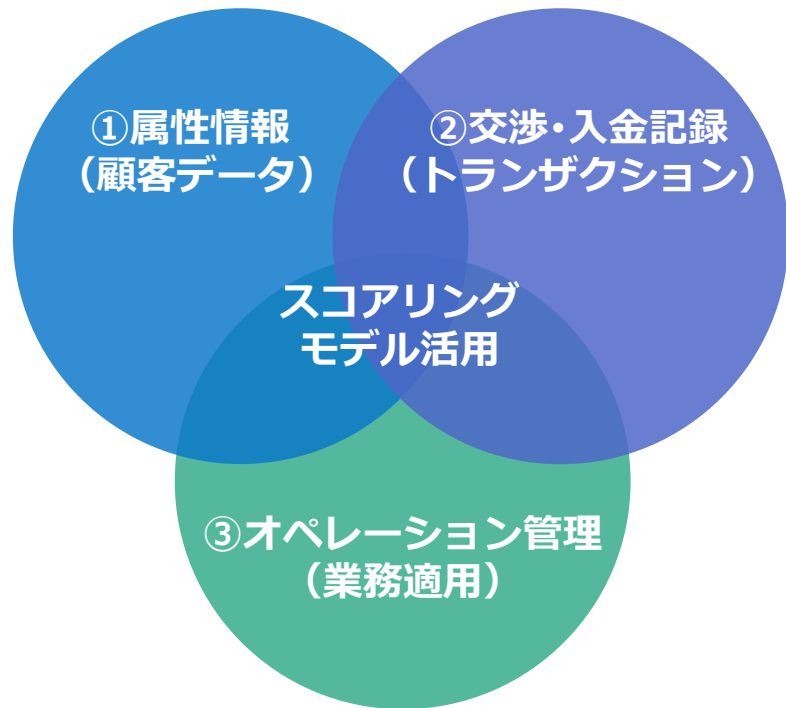 ①属性情報
（顧客データ）
②交渉・入金記録
（トランザクション）
スコアリング
モデル活用
③オペレーション管理
（業務適用）